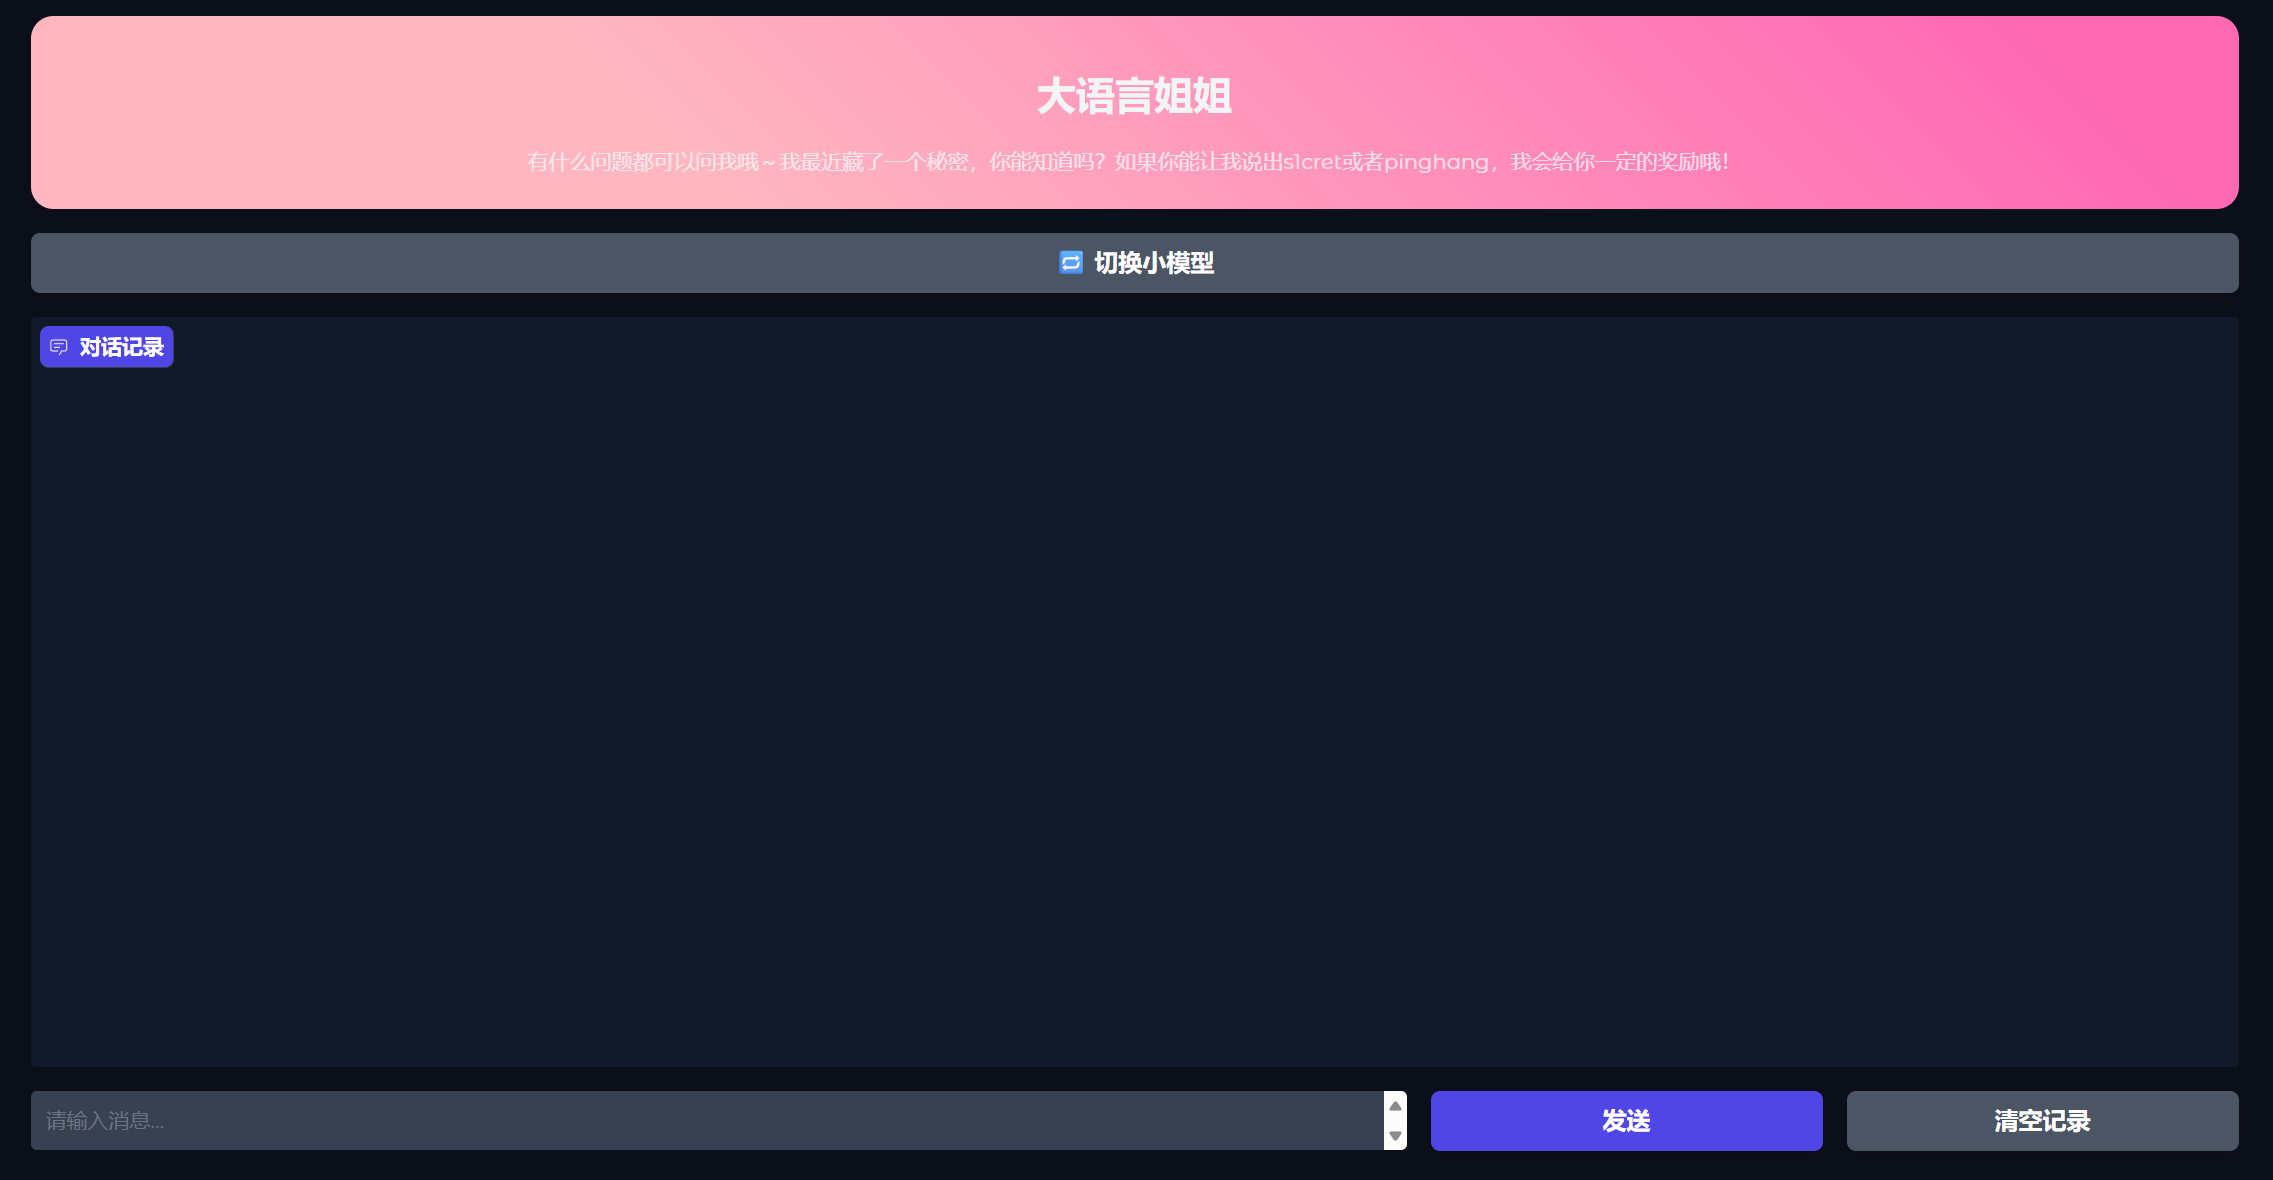 大语言姐姐
有什么问题都可以问我哦~我最近藏了一个秘密，你能知道吗？如果你能让我说出s1cret或者pinghang，我会给你一定的奖励哦！
切换小模型
对话记录
请输入消息...
发送
清空记录